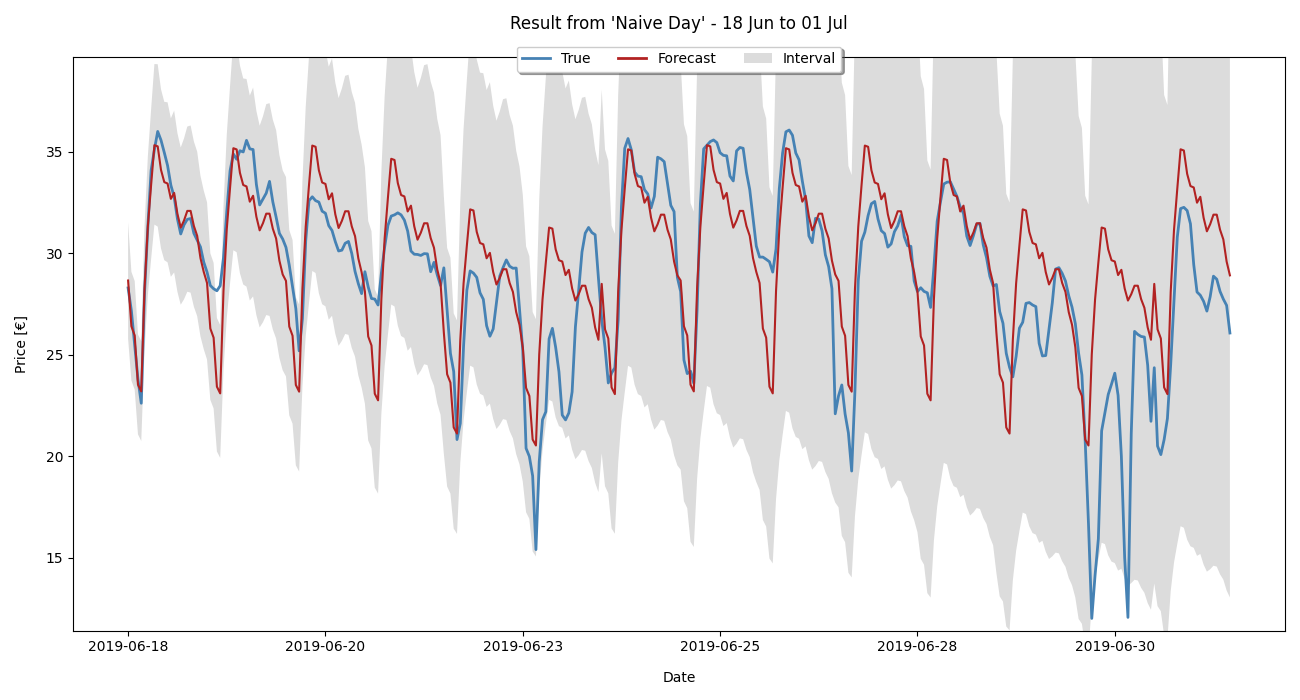 Result from 'Naive Day' - 18 Jun to 01 Jul
True Forecast Interval
Price [€]
35
30
25
20
15
2019-06-18 2019-06-20 2019-06-23 2019-06-25 2019-06-28 2019-06-30
Date